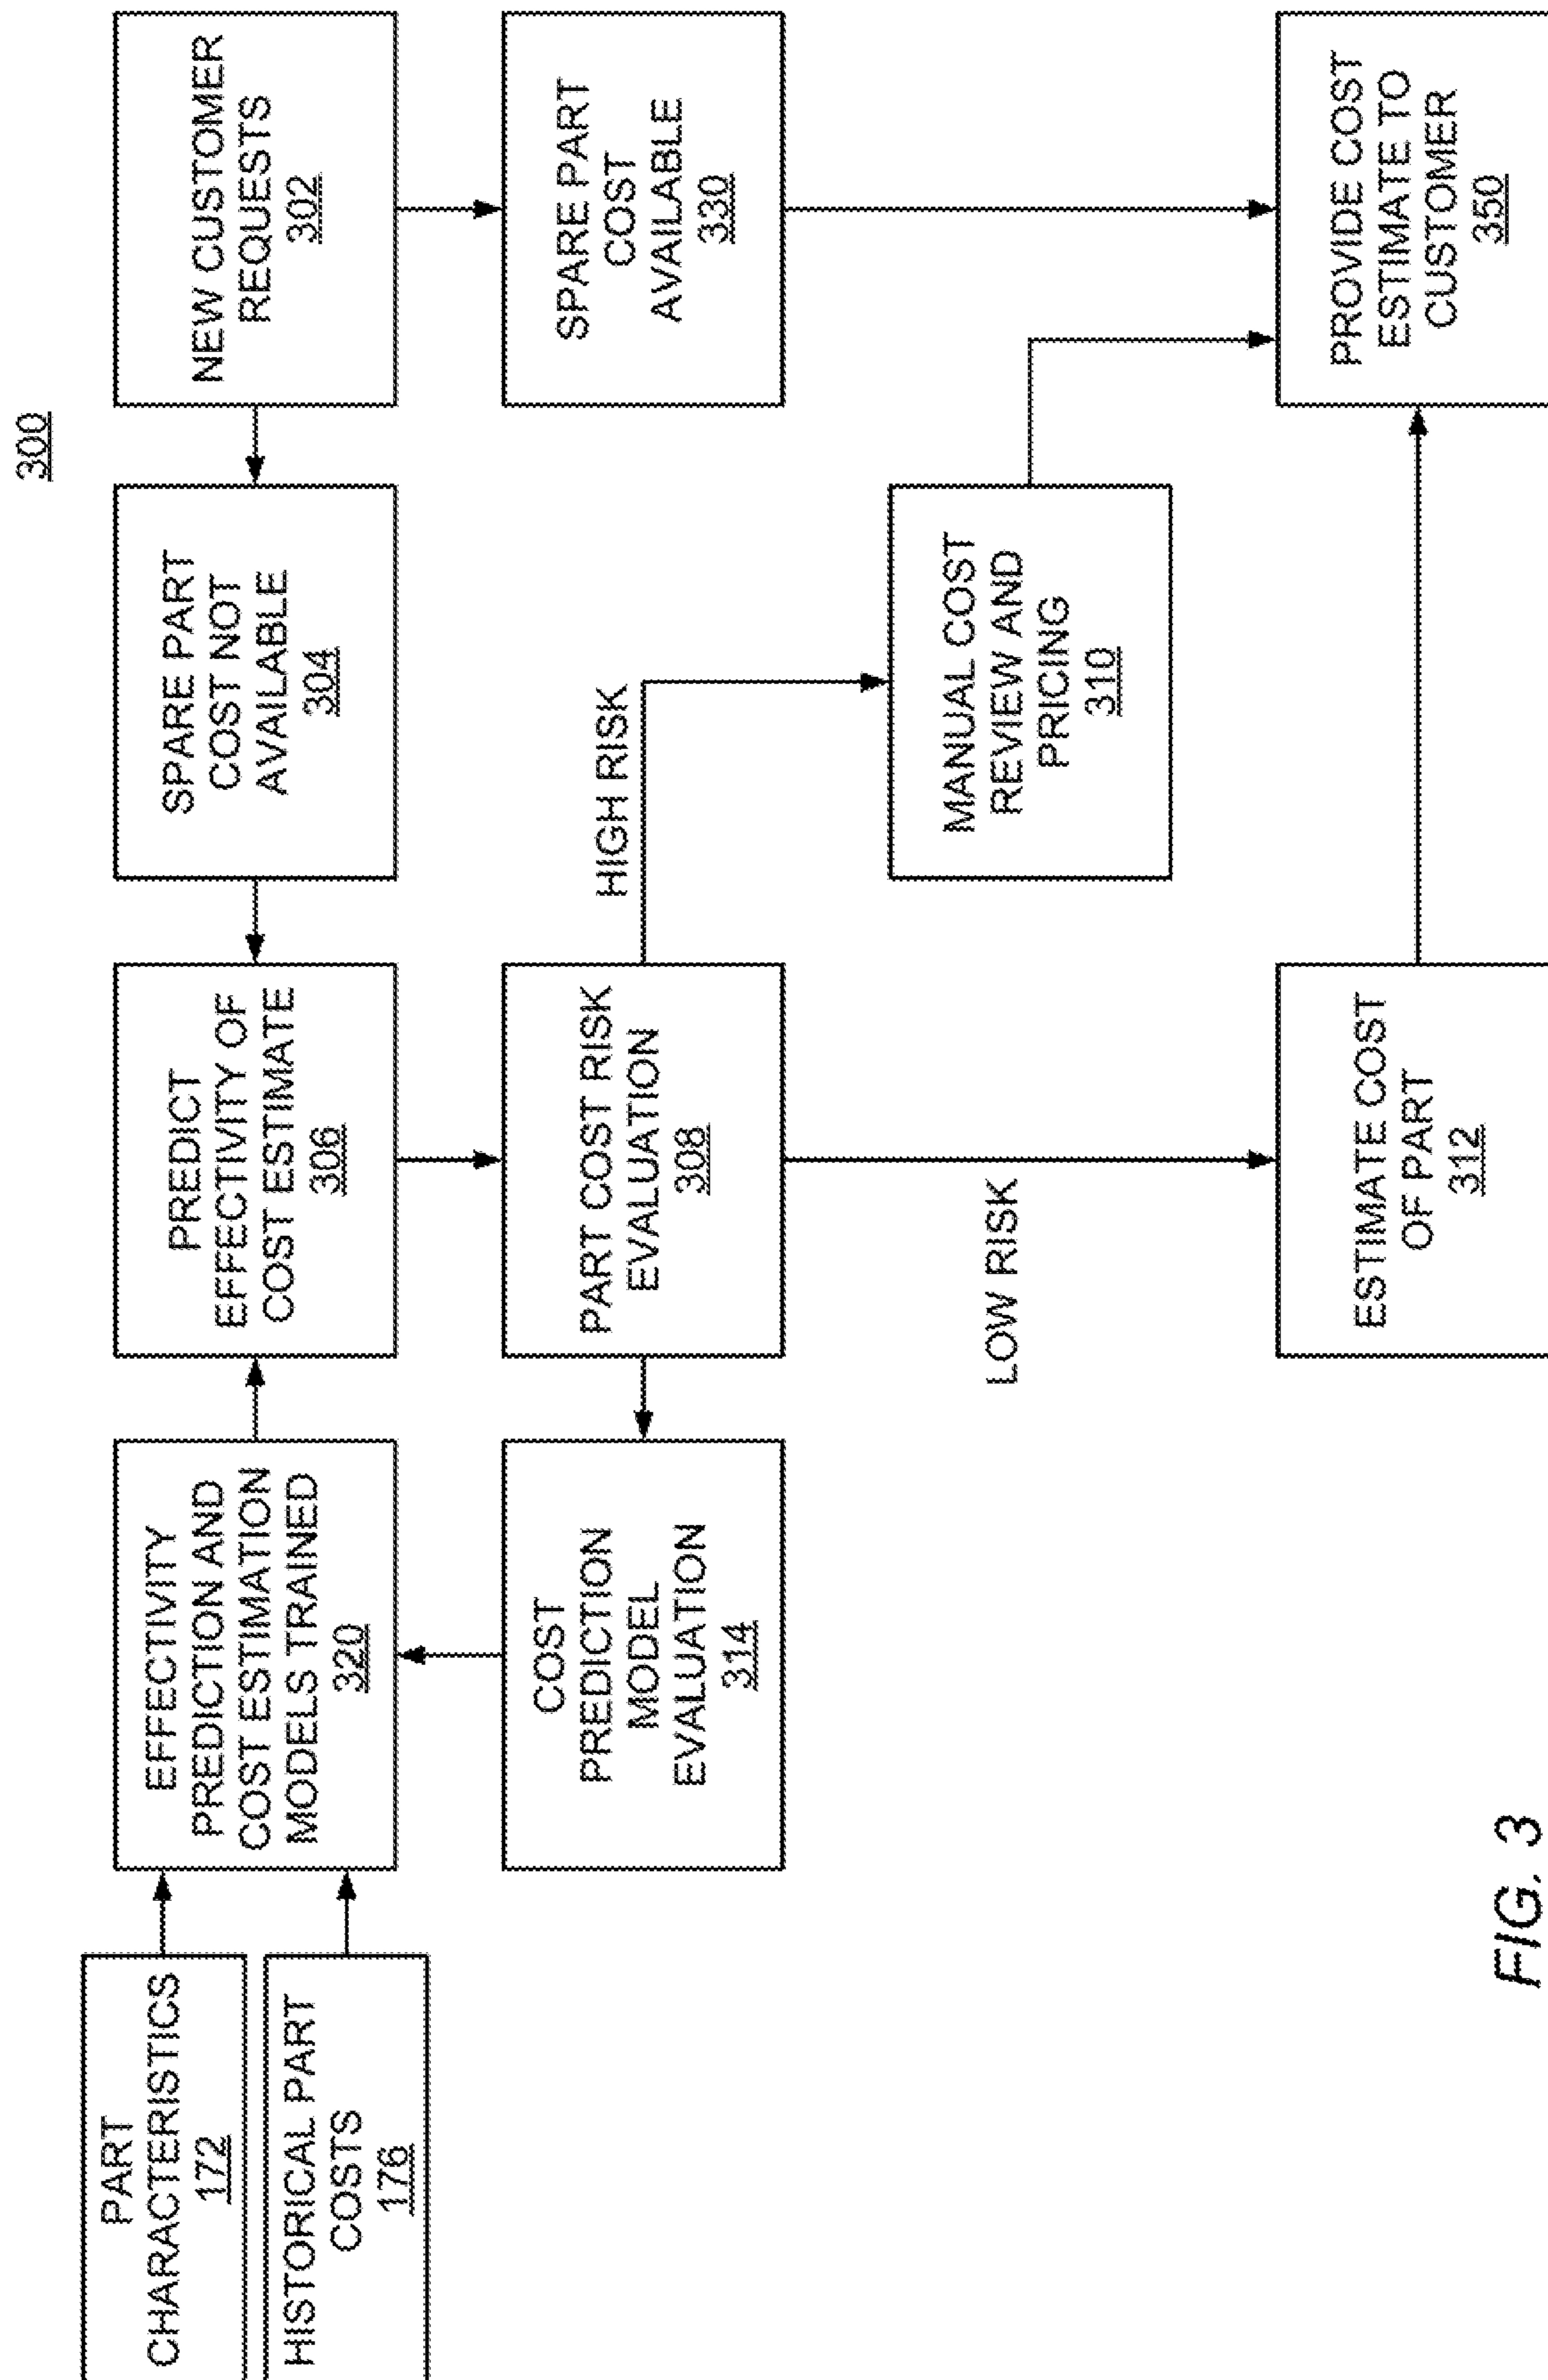 300
PART
CHARACTERISTICS
172
HISTORICAL PART
COSTS
176
EFFECTIVITY
PREDICTION AND
COST ESTIMATION
MODELS TRAINED
320
PREDICT
EFFECTIVITY OF
COST ESTIMATE
306
SPARE PART
COST NOT
AVAILABLE
304
NEW CUSTOMER
REQUESTS
302
COST
PREDICTION
MODEL
EVALUATION
314
PART COST RISK
EVALUATION
308
HIGH RISK
SPARE PART
COST
AVAILABLE
330
MANUAL COST
REVIEW AND
PRICING
310
LOW RISK
ESTIMATE COST
OF PART
312
PROVIDE COST
ESTIMATE TO
CUSTOMER
350
FIG. 3